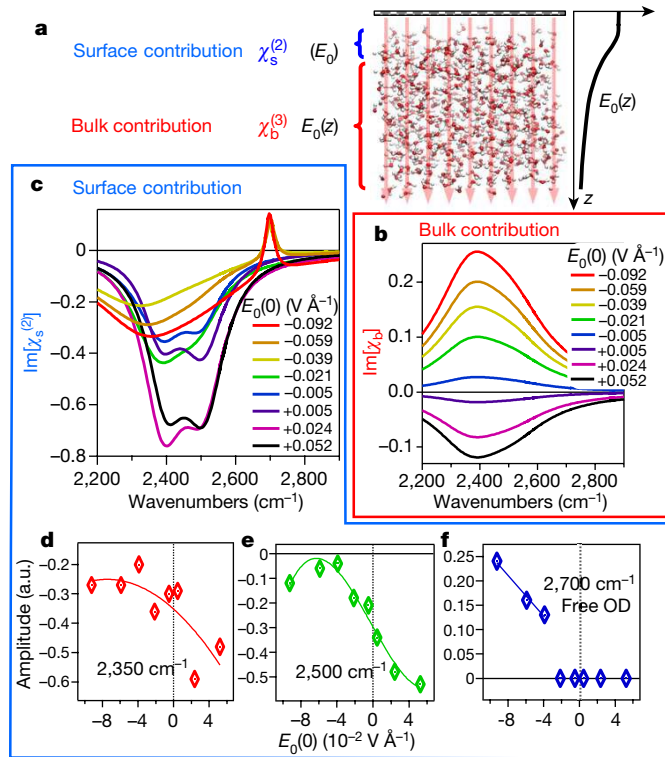 a
Surface contribution χs(2) (E0)
Bulk contribution χb(3) E0(z)
E0(z)
z
c Surface contribution
0
−0.2
−0.4
−0.6
−0.8
Im[χs(2)]
E0(0) (V Å−1)
−0.092
−0.059
−0.039
−0.021
−0.005
+0.005
+0.024
+0.052
2,200 2,400 2,600 2,800
Wavenumbers (cm−1)
Bulk contribution
b
0.2
0.1
0.0
−0.1
Im[χb]
E0(0) (V Å−1)
−0.092
−0.059
−0.039
−0.021
−0.005
+0.005
+0.024
+0.052
2,200 2,400 2,600 2,800
Wavenumbers (cm−1)
d
Amplitude (a.u.)
−0.2
−0.3
−0.4
−0.5
−0.6
2,350 cm−1
−8 −4 0 4
e
0
−0.1
−0.2
−0.3
−0.4
−0.5
2,500 cm−1
−8 −4 0 4
E0(0) (10−2 V Å−1)
f
0.25
0.20
0.15
0.10
0.05
0
2,700 cm−1
Free OD
−8 −4 0 4